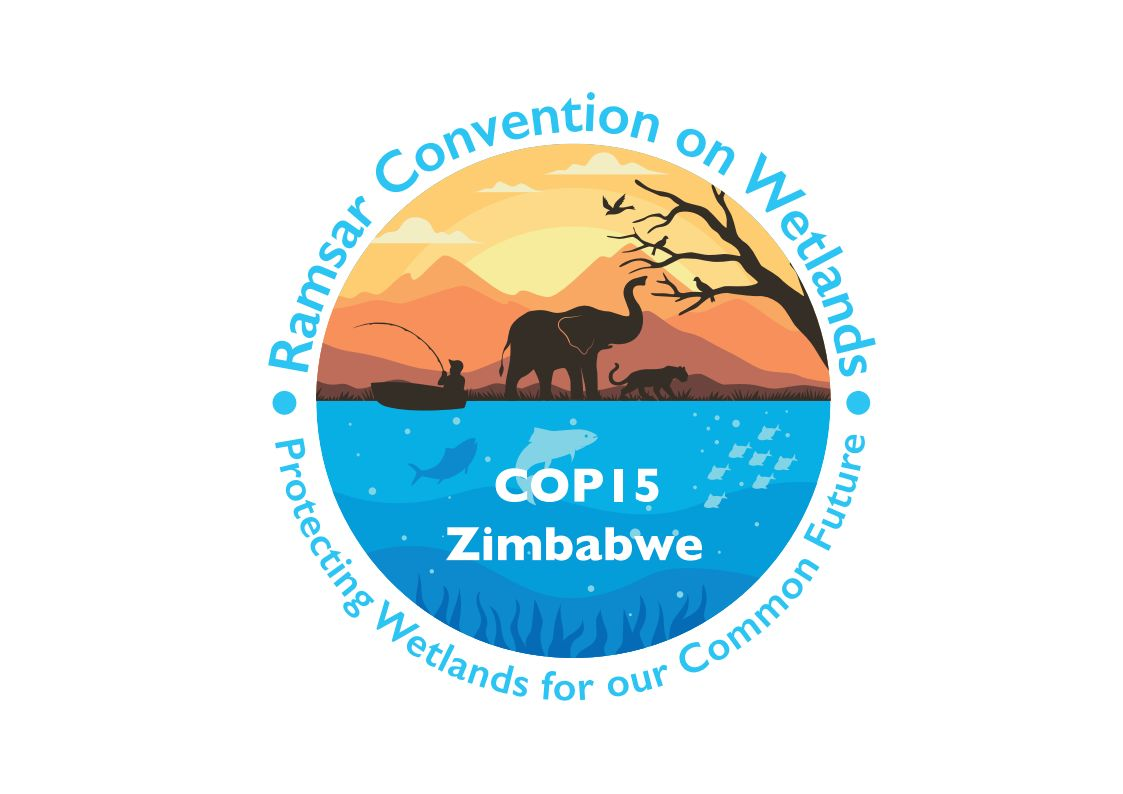 Ramsar Convention on Wetlands
COP15
Zimbabwe
Protecting Wetlands for our Common Future